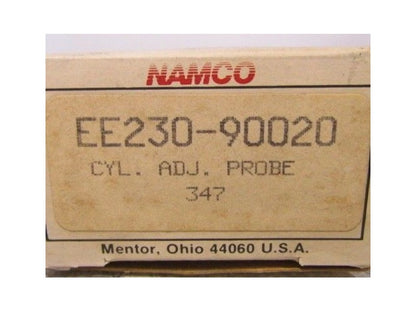 NAMCO
EE230-90020
CYL. ADJ. PROBE
347
Mentor, Ohio 44060 U.S.A.